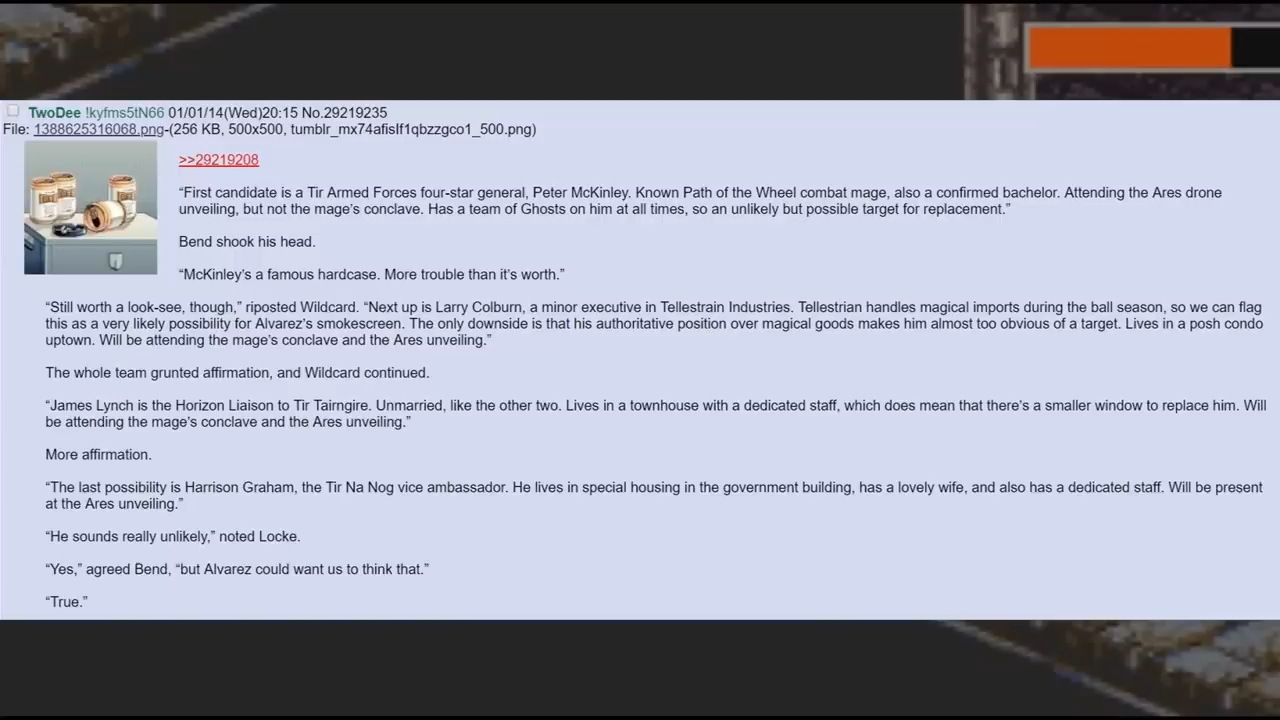 TwoDee !kyfms5tN66 01/01/14(Wed)20:15 No.29219235
File: 1388625316068.png-(256 KB, 500x500, tumblr_mx74afisIf1qbzzgco1_500.png)
>>29219208
“First candidate is a Tir Armed Forces four-star general, Peter McKinley. Known Path of the Wheel combat mage, also a confirmed bachelor. Attending the Ares drone
unveiling, but not the mage’s conclave. Has a team of Ghosts on him at all times, so an unlikely but possible target for replacement.”
Bend shook his head.
“McKinley’s a famous hardcase. More trouble than it’s worth.”
“Still worth a look-see, though,” riposted Wildcard. “Next up is Larry Colburn, a minor executive in Tellestrain Industries. Tellestrian handles magical imports during the ball season, so we can flag
this as a very likely possibility for Alvarez’s smokescreen. The only downside is that his authoritative position over magical goods makes him almost too obvious of a target. Lives in a posh condo
uptown. Will be attending the mage’s conclave and the Ares unveiling.”
The whole team grunted affirmation, and Wildcard continued.
“James Lynch is the Horizon Liaison to Tir Tairngire. Unmarried, like the other two. Lives in a townhouse with a dedicated staff, which does mean that there’s a smaller window to replace him. Will
be attending the mage’s conclave and the Ares unveiling.”
More affirmation.
“The last possibility is Harrison Graham, the Tir Na Nog vice ambassador. He lives in special housing in the government building, has a lovely wife, and also has a dedicated staff. Will be present
at the Ares unveiling.”
“He sounds really unlikely,” noted Locke.
“Yes,” agreed Bend, “but Alvarez could want us to think that.”
“True.”